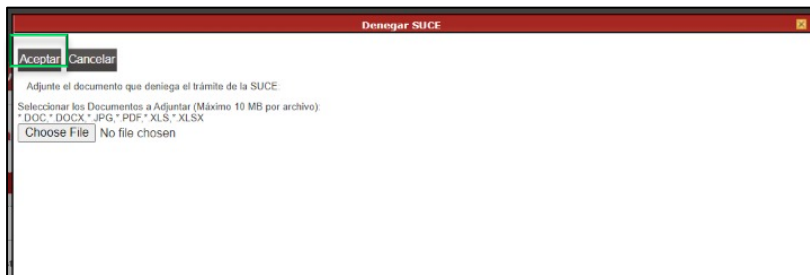 Denegar SUCE
Aceptar Cancelar
Adjunte el documento que deniega el trámite de la SUCE
Seleccionar los Documentos a Adjuntar (Máximo 10 MB por archivo):
*.DOC,*.DOCX,*.JPG,*.PDF,*.XLS,*.XLSX
Choose File No file chosen